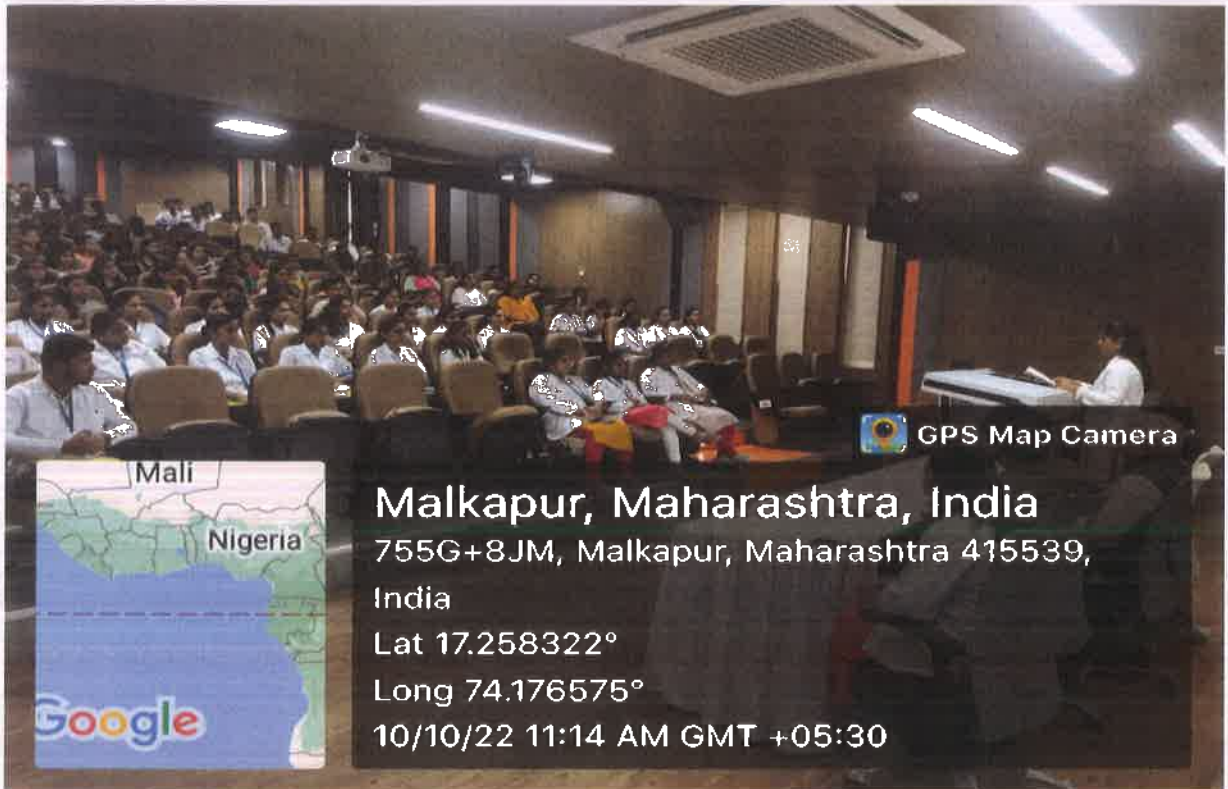 GPS Map Camera
Mali
Nigeria
Google
Malkapur, Maharashtra, India
755G+8JM, Malkapur, Maharashtra 415539,
India
Lat 17.258322°
Long 74.176575°
10/10/22 11:14 AM GMT +05:30